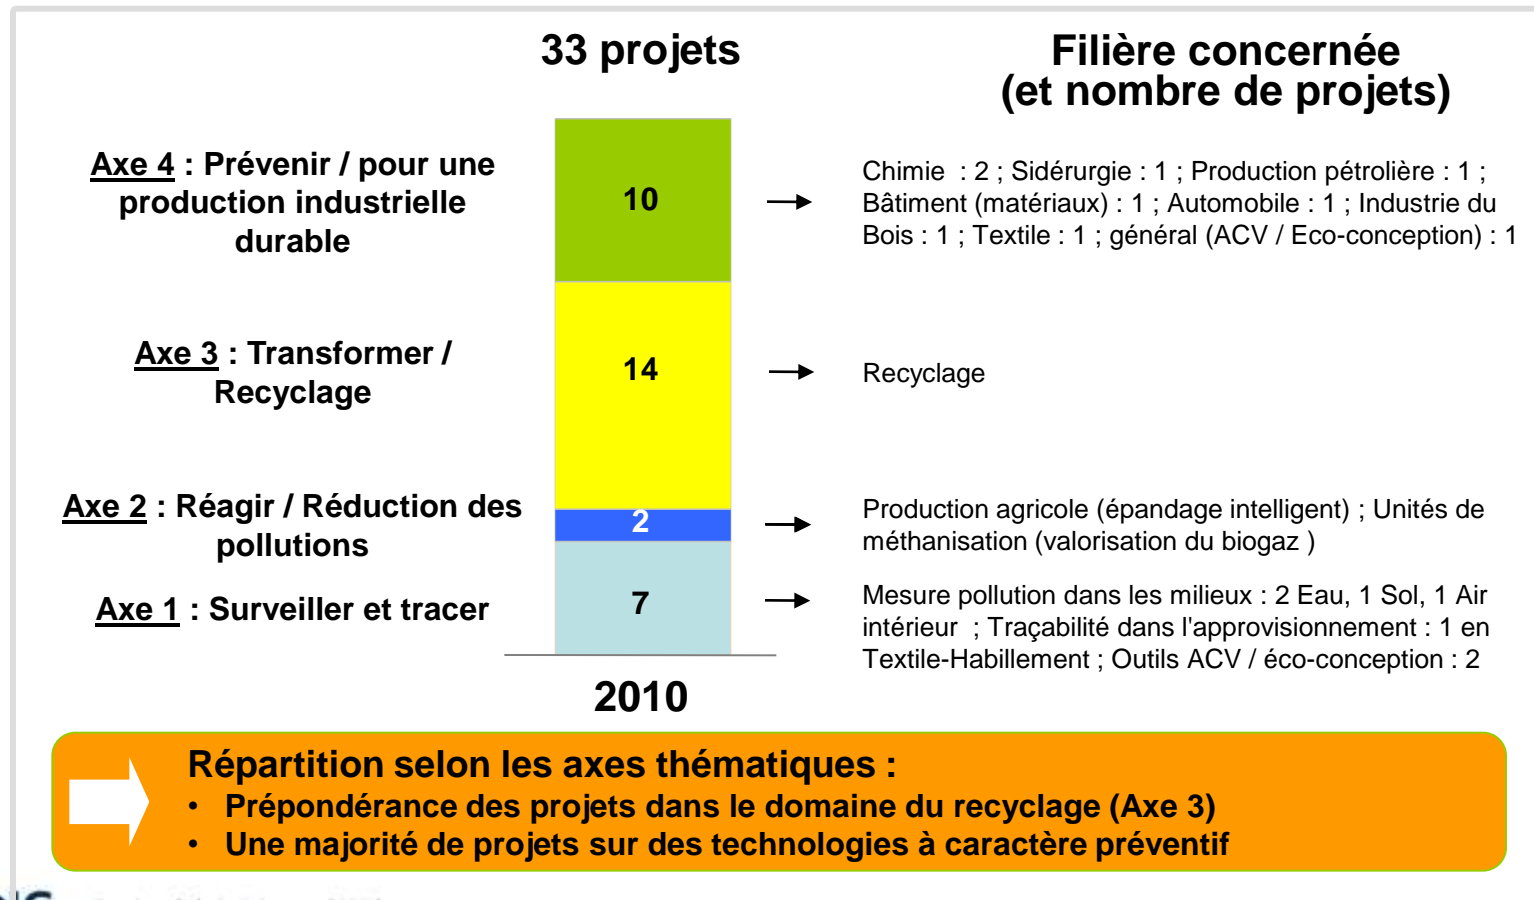 33 projets
Filière concernée
(et nombre de projets)
Axe 4 : Prévenir / pour une
production industrielle
durable
10
Chimie : 2 ; Sidérurgie : 1 ; Production pétrolière : 1 ;
Bâtiment (matériaux) : 1 ; Automobile : 1 ; Industrie du
Bois : 1 ; Textile : 1 ; général (ACV / Eco-conception) : 1
Axe 3 : Transformer /
Recyclage
14
Recyclage
Axe 2 : Réagir / Réduction des
pollutions
2
Production agricole (épandage intelligent) ; Unités de
méthanisation (valorisation du biogaz )
Axe 1 : Surveiller et tracer
7
Mesure pollution dans les milieux : 2 Eau, 1 Sol, 1 Air
intérieur ; Traçabilité dans l'approvisionnement : 1 en
Textile-Habillement ; Outils ACV / éco-conception : 2
2010
Répartition selon les axes thématiques :
• Prépondérance des projets dans le domaine du recyclage (Axe 3)
• Une majorité de projets sur des technologies à caractère préventif